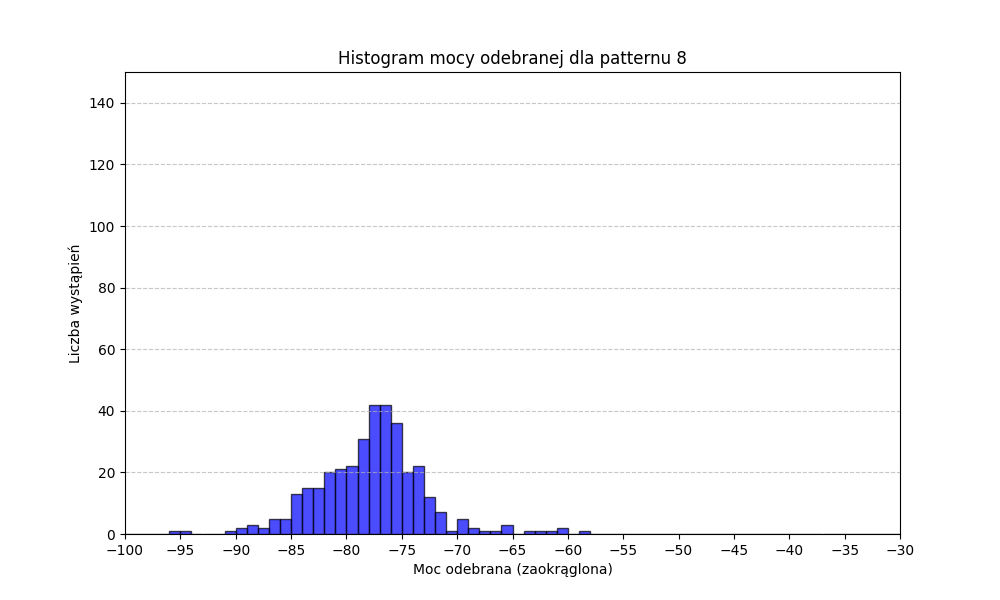 Histogram mocy odebranej dla patternu 8
140
120
100
80
60
40
20
0
Liczba wystąpień
−100 −95 −90 −85 −80 −75 −70 −65 −60 −55 −50 −45 −40 −35 −30
Moc odebrana (zaokrąglona)